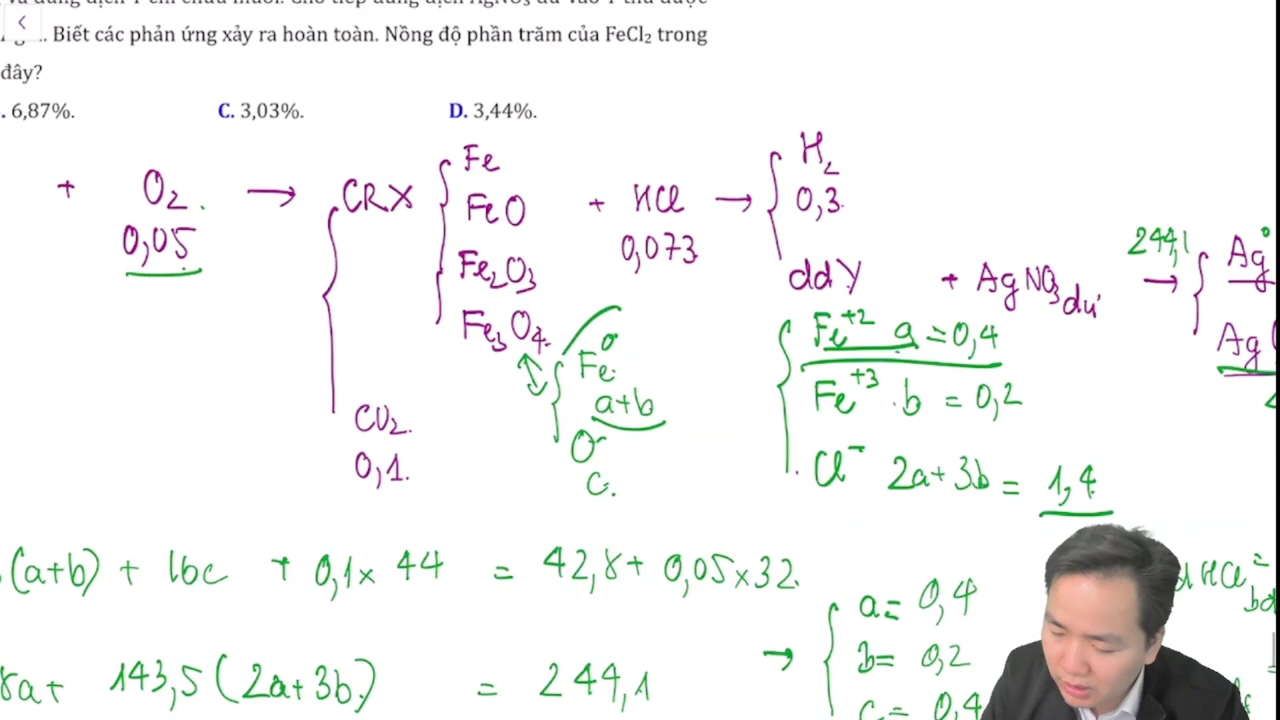 .. Biết các phản ứng xảy ra hoàn toàn. Nồng độ phần trăm của FeCl₂ trong
đây?
. 6,87%. C. 3,03%. D. 3,44%.
+ O₂ → CRX Fe + HCl → H₂
0,05 FeO 0,073 0,3
Fe₂O₃ ddY + AgNO₃ dư 244,1 → Ag⁰
Fe₃O₄ Fe⁺² a = 0,4 Ag
Fe⁰ Fe⁺³ b = 0,2
a+b
CO₂ O
0,1 c. Cl⁻ 2a + 3b = 1,4
(a+b) + 16c + 0,1 × 44 = 42,8 + 0,05 × 32
a = 0,4
8a + 143,5 (2a + 3b) = 244,1 → b = 0,2
c = 0,4